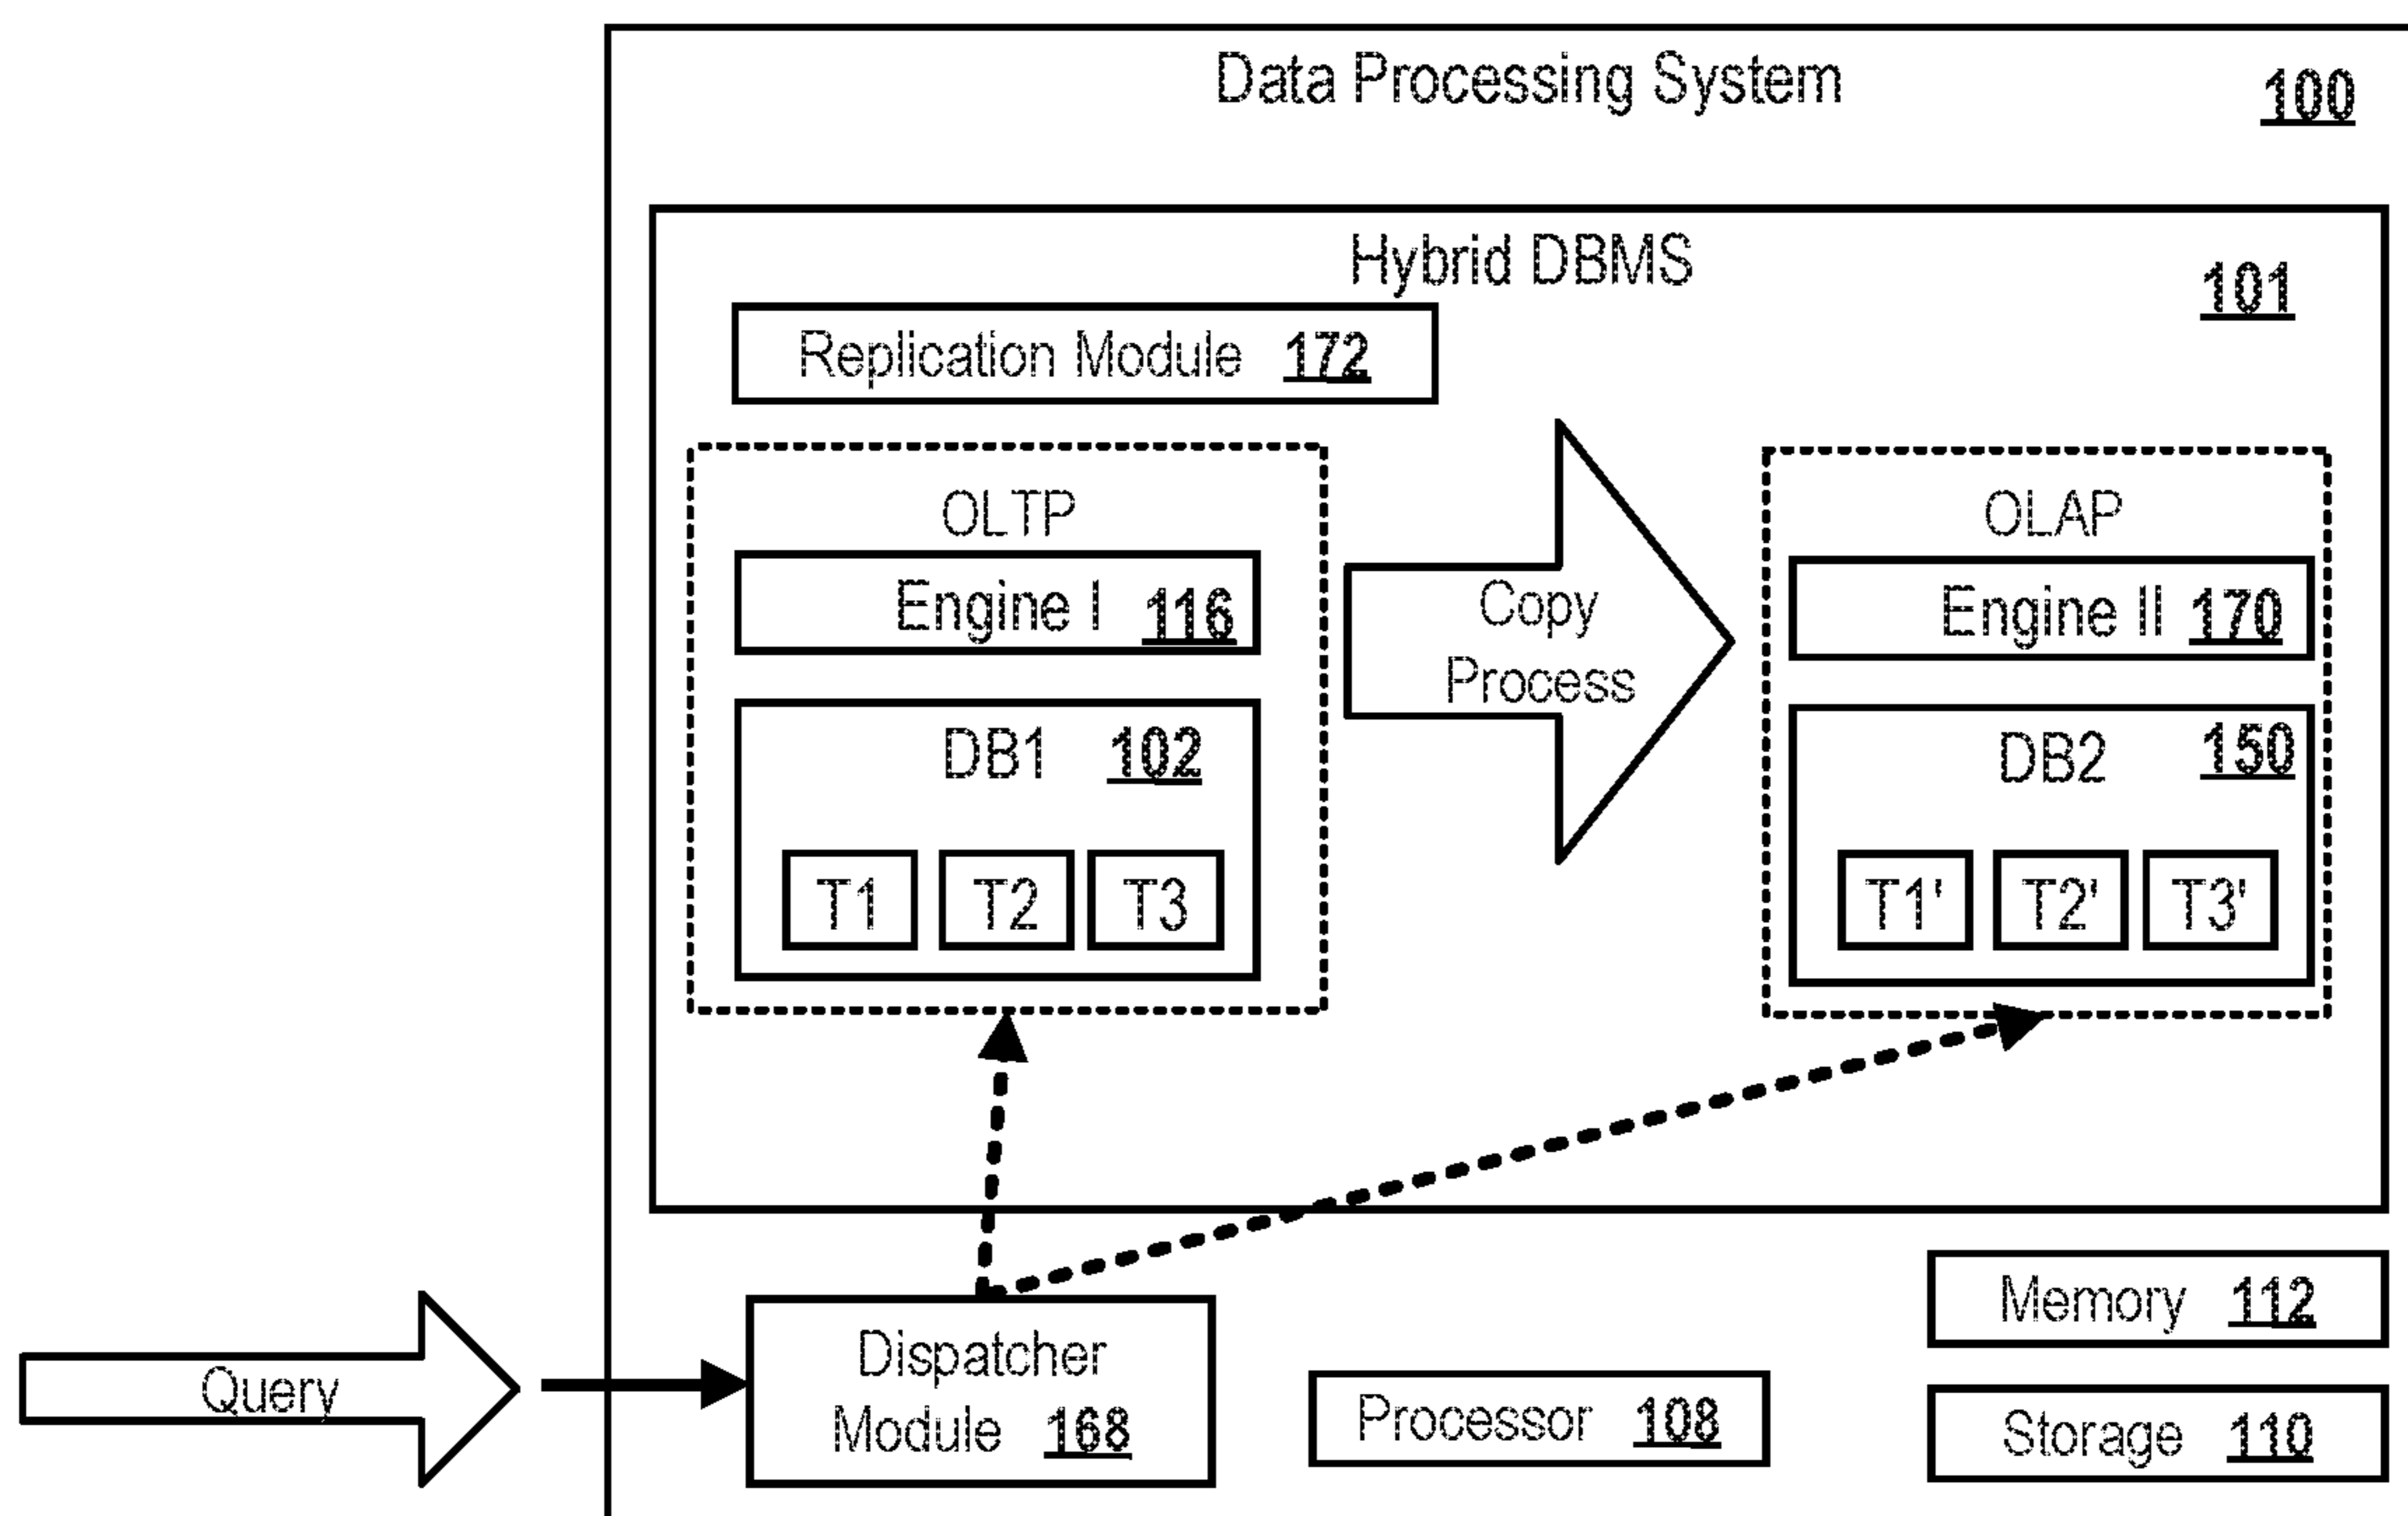 Data Processing System 100
Hybrid DBMS 101
Replication Module 172
OLTP
Engine I 116
DB1 102
T1 T2 T3
Copy
Process
OLAP
Engine II 170
DB2 150
T1' T2' T3'
Query
Dispatcher
Module 168
Processor 108
Memory 112
Storage 110